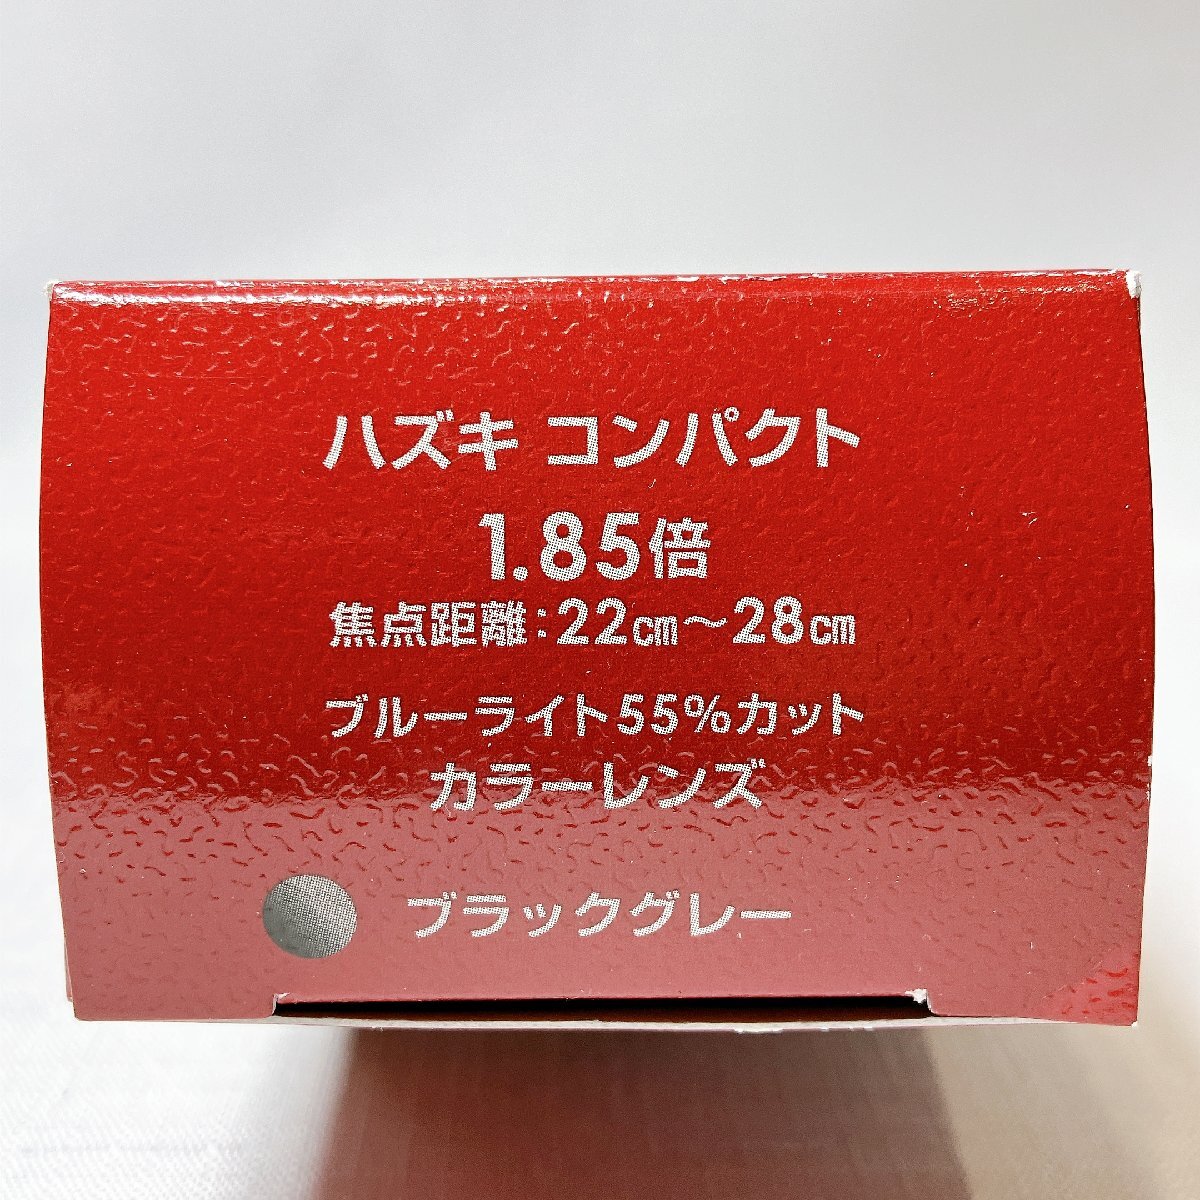 ハズキ コンパクト
1.85倍
焦点距離：22㎝～28㎝
ブルーライト55%カット
カラーレンズ
ブラックグレー